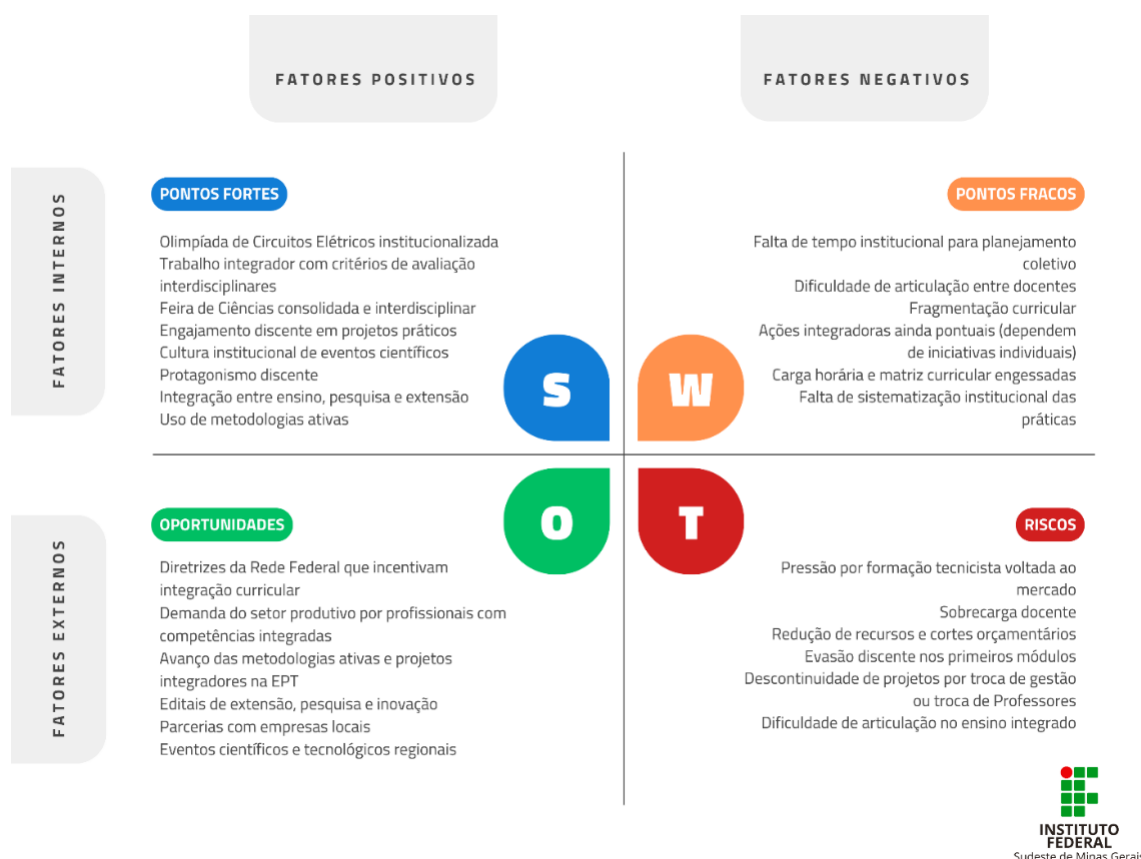 FATORES POSITIVOS
FATORES NEGATIVOS
FATORES INTERNOS
PONTOS FORTES
Olimpíada de Circuitos Elétricos institucionalizada
Trabalho integrador com critérios de avaliação
interdisciplinares
Feira de Ciências consolidada e interdisciplinar
Engajamento discente em projetos práticos
Cultura institucional de eventos científicos
Protagonismo discente
Integração entre ensino, pesquisa e extensão
Uso de metodologias ativas
S
PONTOS FRACOS
Falta de tempo institucional para planejamento
coletivo
Dificuldade de articulação entre docentes
Fragmentação curricular
Ações integradoras ainda pontuais (dependem
de iniciativas individuais)
Carga horária e matriz curricular engessadas
Falta de sistematização institucional das
práticas
W
FATORES EXTERNOS
OPORTUNIDADES
Diretrizes da Rede Federal que incentivam
integração curricular
Demanda do setor produtivo por profissionais com
competências integradas
Avanço das metodologias ativas e projetos
integradores na EPT
Editais de extensão, pesquisa e inovação
Parcerias com empresas locais
Eventos científicos e tecnológicos regionais
O
RISCOS
Pressão por formação tecnicista voltada ao
mercado
Sobrecarga docente
Redução de recursos e cortes orçamentários
Evasão discente nos primeiros módulos
Descontinuidade de projetos por troca de gestão
ou troca de Professores
Dificuldade de articulação no ensino integrado
T
INSTITUTO
FEDERAL
Sudeste de Minas Gerais